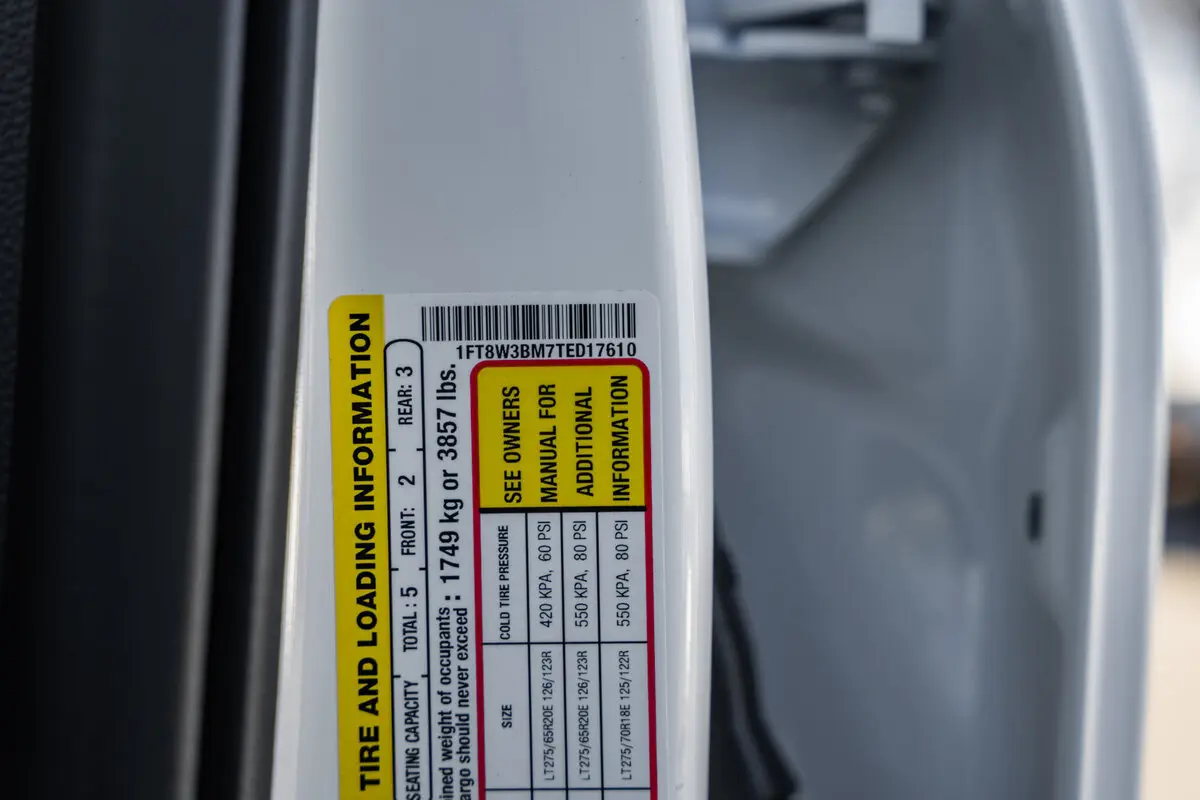 1FT8W3BM7TED17610
TIRE AND LOADING INFORMATION
SEATING CAPACITY TOTAL : 5 FRONT: 2 REAR: 3
weight of occupants
should never exceed : 1749 kg or 3857 lbs.
SIZE COLD TIRE PRESSURE SEE OWNERS
LT275/65R20E 126/123R 420 KPA, 60 PSI MANUAL FOR
LT275/65R20E 126/123R 550 KPA, 80 PSI ADDITIONAL
LT275/70R18E 125/122R 550 KPA, 80 PSI INFORMATION